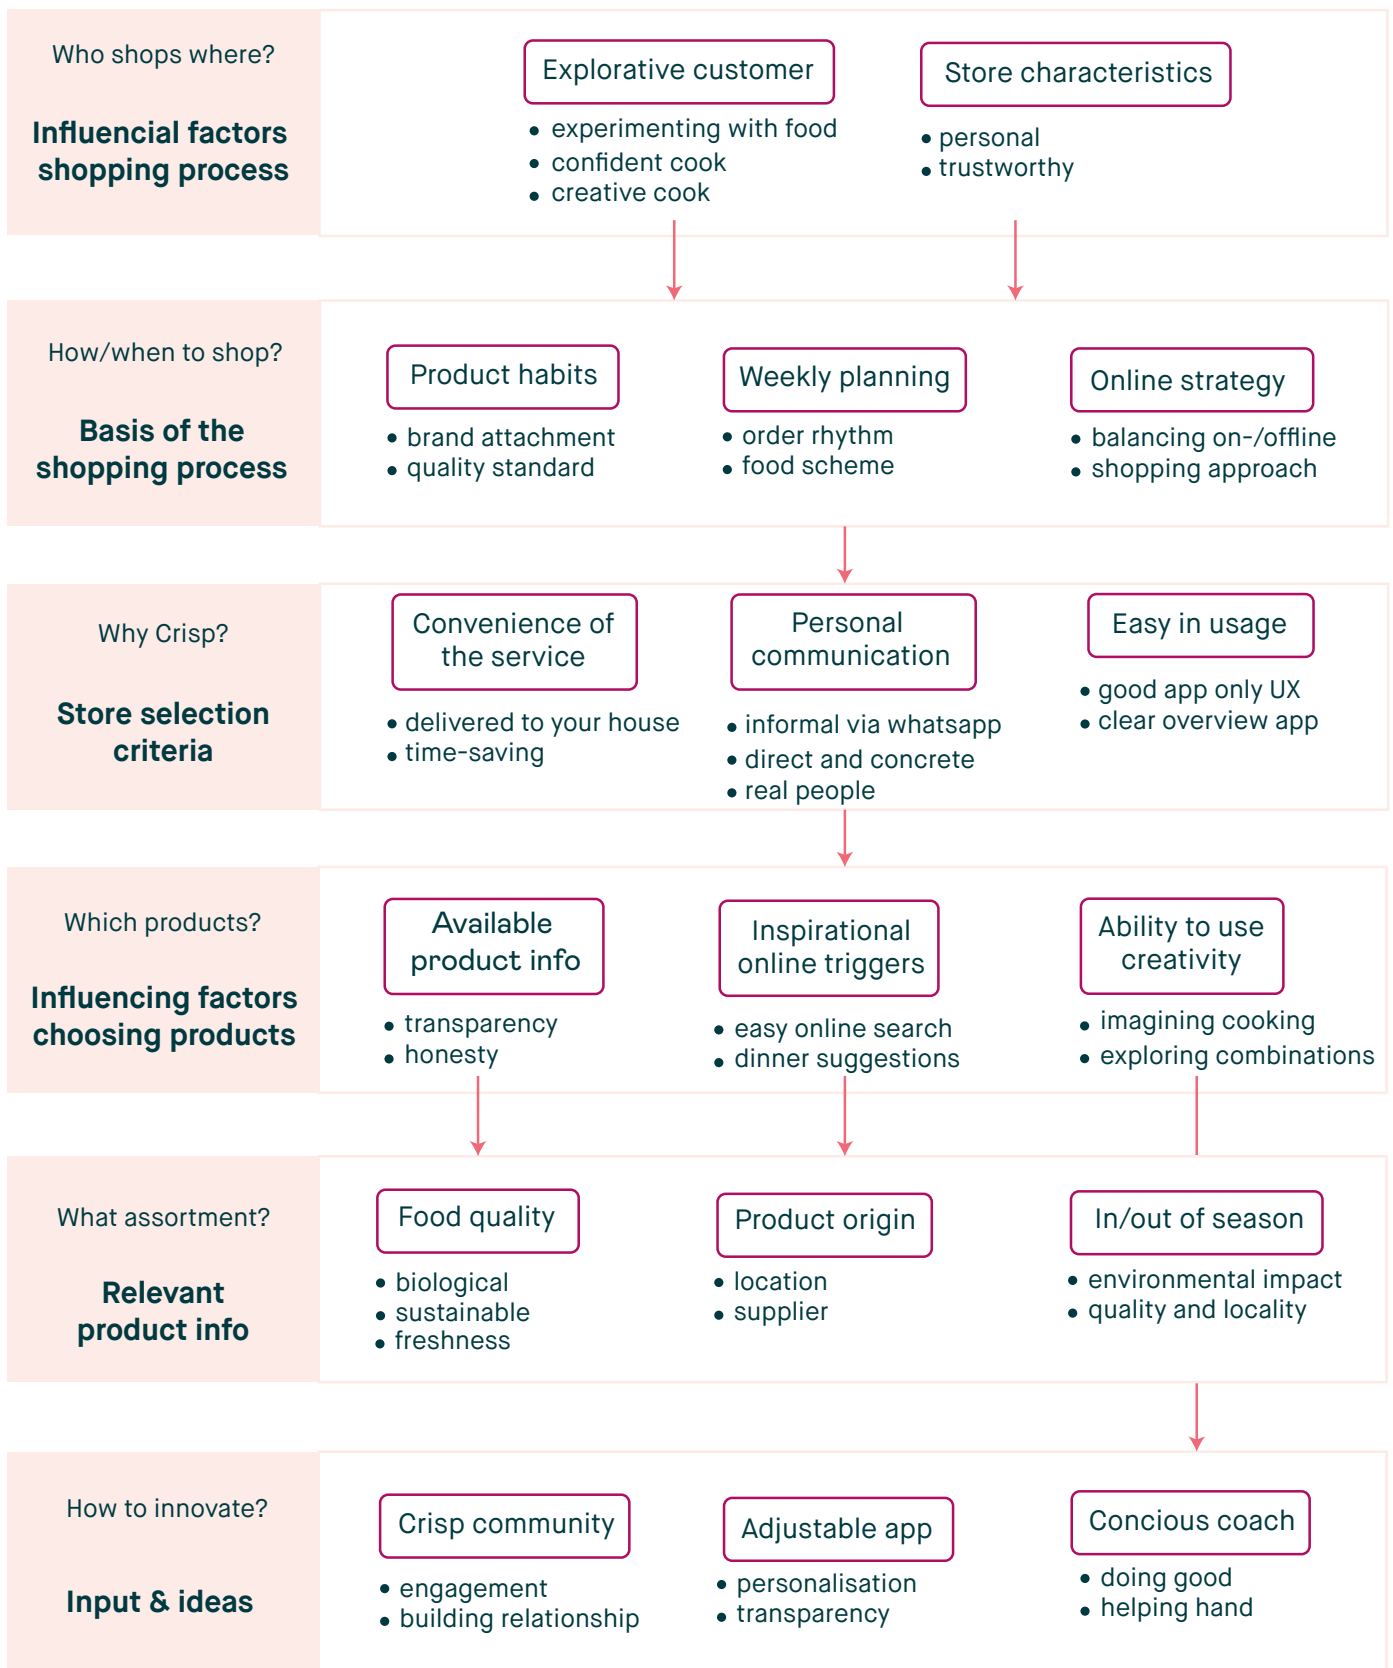 Who shops where?
Influencial factors
shopping process
Explorative customer
• experimenting with food
• confident cook
• creative cook
Store characteristics
• personal
• trustworthy
How/when to shop?
Basis of the
shopping process
Product habits
• brand attachment
• quality standard
Weekly planning
• order rhythm
• food scheme
Online strategy
• balancing on-/offline
• shopping approach
Why Crisp?
Store selection
criteria
Convenience of
the service
• delivered to your house
• time-saving
Personal
communication
• informal via whatsapp
• direct and concrete
• real people
Easy in usage
• good app only UX
• clear overview app
Which products?
Influencing factors
choosing products
Available
product info
• transparency
• honesty
Inspirational
online triggers
• easy online search
• dinner suggestions
Ability to use
creativity
• imagining cooking
• exploring combinations
What assortment?
Relevant
product info
Food quality
• biological
• sustainable
• freshness
Product origin
• location
• supplier
In/out of season
• environmental impact
• quality and locality
How to innovate?
Input & ideas
Crisp community
• engagement
• building relationship
Adjustable app
• personalisation
• transparency
Concious coach
• doing good
• helping hand